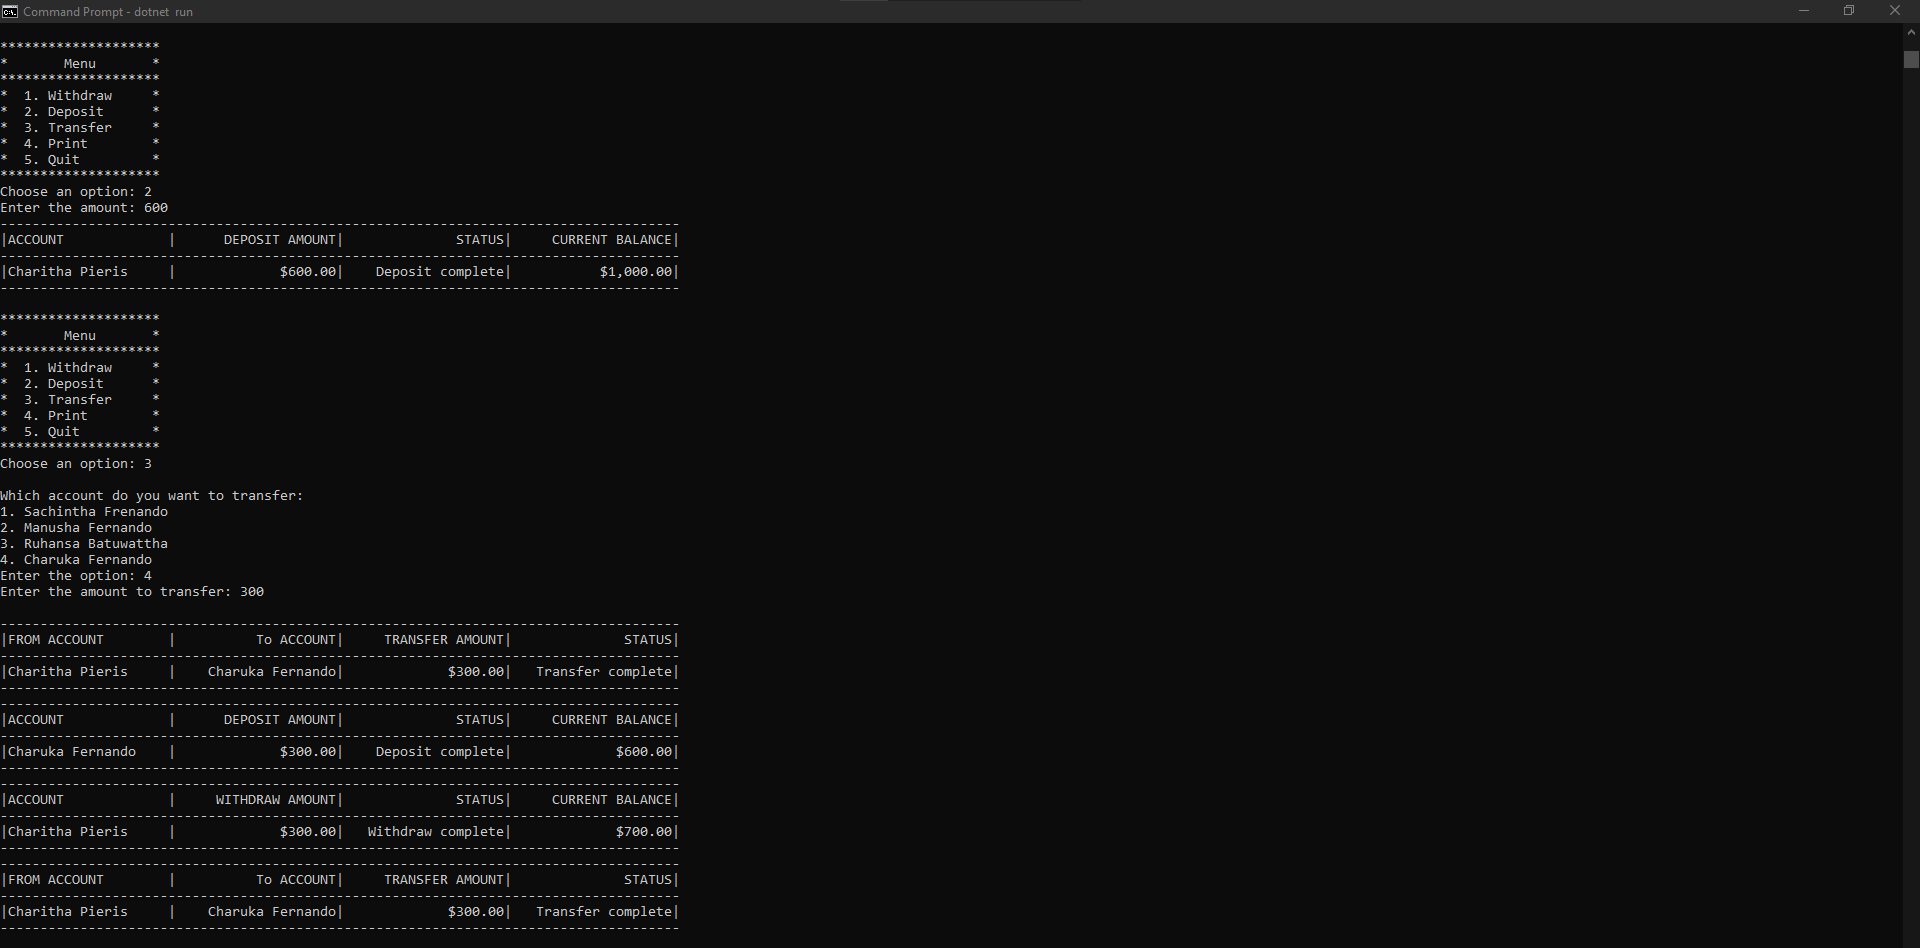 Command Prompt - dotnet  run
********************
*       Menu       *
********************
*  1. Withdraw     *
*  2. Deposit      *
*  3. Transfer     *
*  4. Print        *
*  5. Quit         *
********************
Choose an option: 2
Enter the amount: 600
-------------------------------------------------------------------------------------
|ACCOUNT             |      DEPOSIT AMOUNT|              STATUS|     CURRENT BALANCE|
-------------------------------------------------------------------------------------
|Charitha Pieris     |             $600.00|    Deposit complete|           $1,000.00|
-------------------------------------------------------------------------------------
********************
*       Menu       *
********************
*  1. Withdraw     *
*  2. Deposit      *
*  3. Transfer     *
*  4. Print        *
*  5. Quit         *
********************
Choose an option: 3
Which account do you want to transfer:
1. Sachintha Frenando
2. Manusha Fernando
3. Ruhansa Batuwattha
4. Charuka Fernando
Enter the option: 4
Enter the amount to transfer: 300
-------------------------------------------------------------------------------------
|FROM ACCOUNT        |          To ACCOUNT|     TRANSFER AMOUNT|              STATUS|
-------------------------------------------------------------------------------------
|Charitha Pieris     |    Charuka Fernando|             $300.00|   Transfer complete|
-------------------------------------------------------------------------------------
-------------------------------------------------------------------------------------
|ACCOUNT             |      DEPOSIT AMOUNT|              STATUS|     CURRENT BALANCE|
-------------------------------------------------------------------------------------
|Charuka Fernando    |             $300.00|    Deposit complete|             $600.00|
-------------------------------------------------------------------------------------
-------------------------------------------------------------------------------------
|ACCOUNT             |     WITHDRAW AMOUNT|              STATUS|     CURRENT BALANCE|
-------------------------------------------------------------------------------------
|Charitha Pieris     |             $300.00|   Withdraw complete|             $700.00|
-------------------------------------------------------------------------------------
-------------------------------------------------------------------------------------
|FROM ACCOUNT        |          To ACCOUNT|     TRANSFER AMOUNT|              STATUS|
-------------------------------------------------------------------------------------
|Charitha Pieris     |    Charuka Fernando|             $300.00|   Transfer complete|
-------------------------------------------------------------------------------------